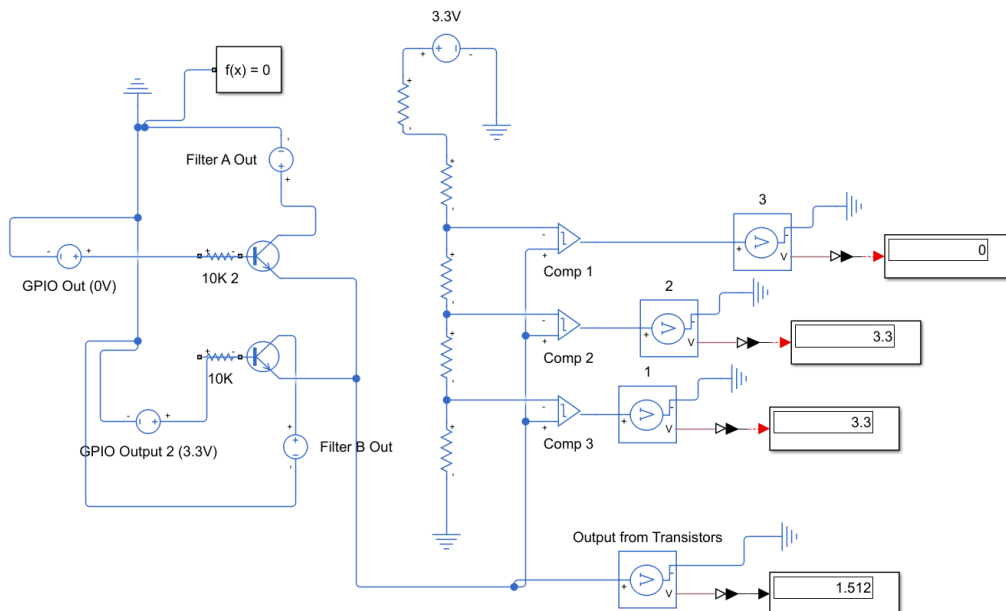 3.3V
f(x) = 0
Filter A Out
GPIO Out (0V)
10K 2
10K
GPIO Output 2 (3.3V)
Filter B Out
Comp 1
Comp 2
Comp 3
3
V
V
0
2
V
V
3.3
1
V
V
3.3
Output from Transistors
V
V
1.512